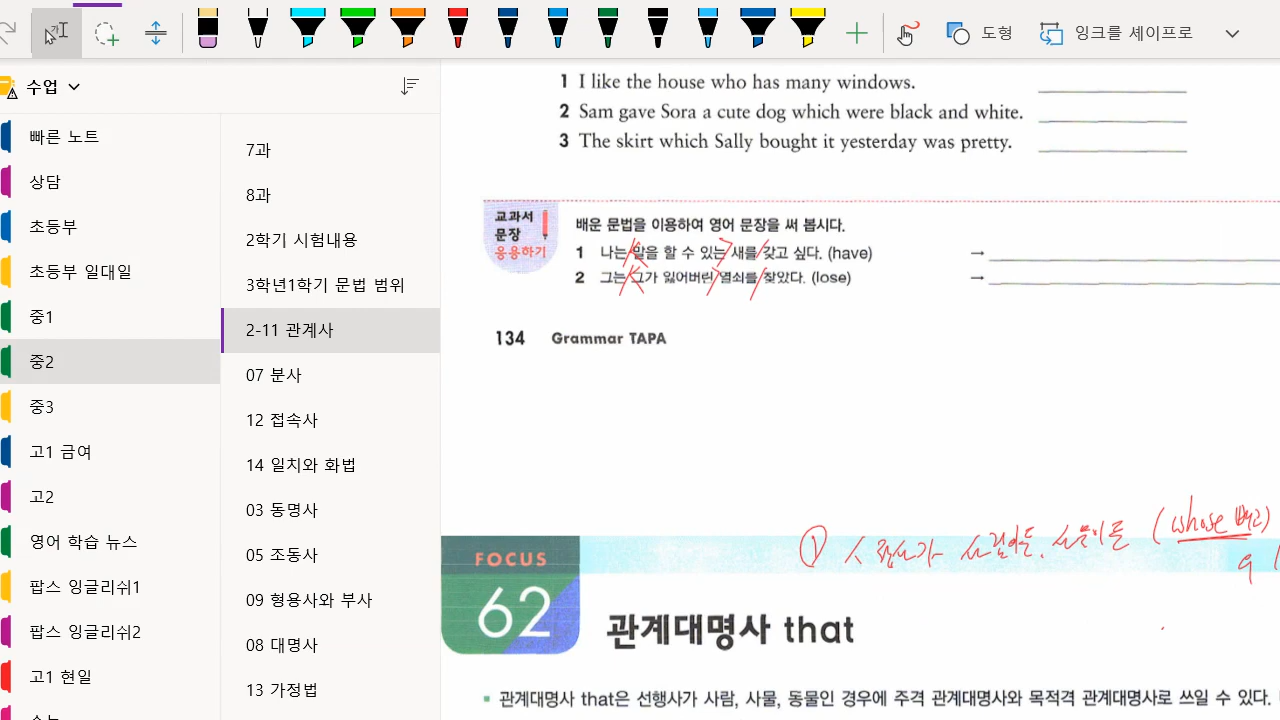 도형
잉크를 셰이프로
수업
빠른 노트
상담
초등부
초등부 일대일
중1
중2
중3
고1 금여
고2
영어 학습 뉴스
팝스 잉글리쉬1
팝스 잉글리쉬2
고1 현일
수능
7과
8과
2학기 시험내용
3학년1학기 문법 범위
2-11 관계사
07 분사
12 접속사
14 일치와 화법
03 동명사
05 조동사
09 형용사와 부사
08 대명사
13 가정법
1 I like the house who has many windows.
2 Sam gave Sora a cute dog which were black and white.
3 The skirt which Sally bought it yesterday was pretty.
교과서
문장
응용하기
배운 문법을 이용하여 영어 문장을 써 봅시다.
1 나는 말을 할 수 있는 새를 갖고 싶다. (have) →
2 그는 그가 잃어버린 열쇠를 찾았다. (lose) →
134 Grammar TAPA
① (whose 빼고)
FOCUS
62
관계대명사 that
관계대명사 that은 선행사가 사람, 사물, 동물인 경우에 주격 관계대명사와 목적격 관계대명사로 쓰일 수 있다.